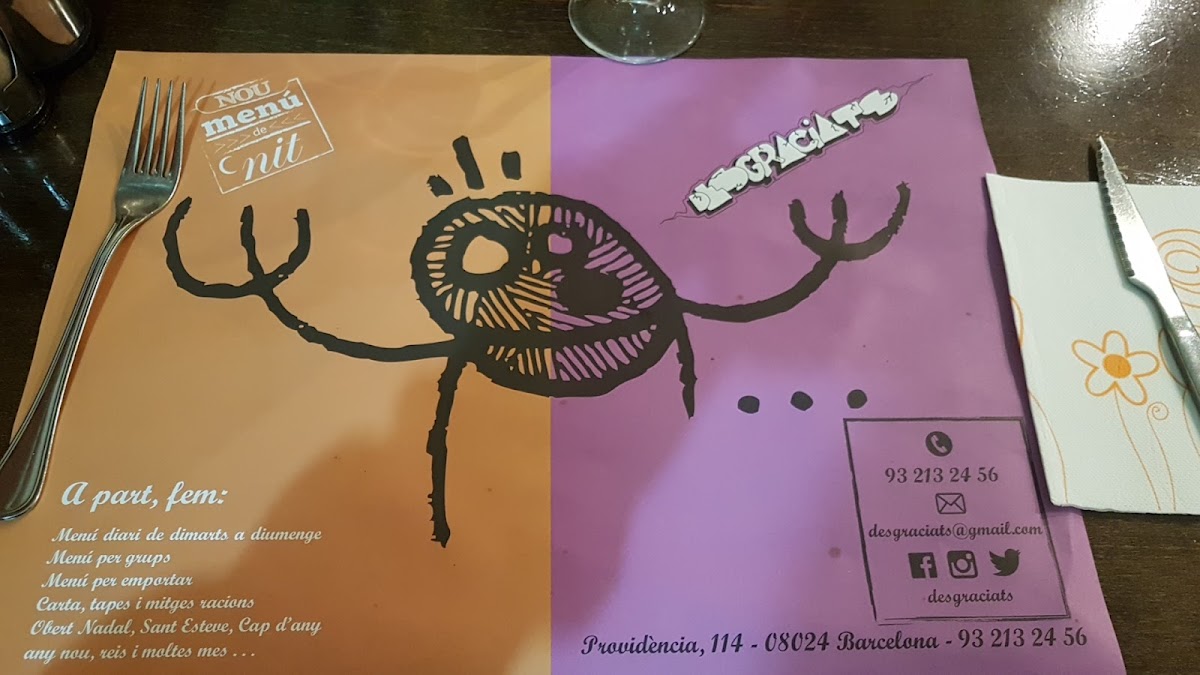 NOU
menú
>>> de <<<
nit
DESGRACIATS
93 213 24 56
desgraciats@gmail.com
desgraciats
A part, fem:
Menú diari de dimarts a diumenge
Menú per grups
Menú per emportar
Carta, tapes i mitges racions
Obert Nadal, Sant Esteve, Cap d'any
any nou, reis i moltes mes . . .
Providència, 114 - 08024 Barcelona - 93 213 24 56